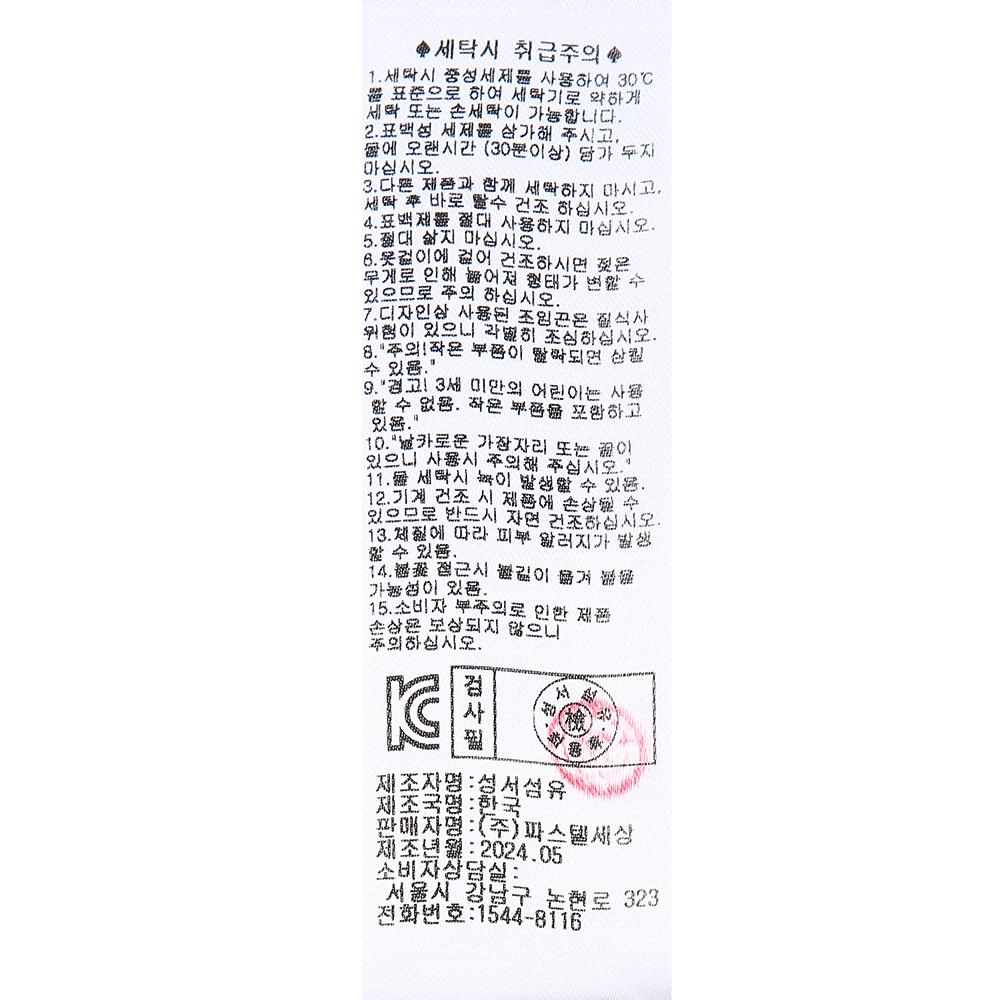 ♠세탁시 취급주의♠
1.세탁시 중성세제를 사용하여 30℃
를 표준으로 하여 세탁기로 약하게
세탁 또는 손세탁이 가능합니다.
2.표백성 세제를 삼가해 주시고,
물에 오랜시간 (30분이상) 담가 두지
마십시오.
3.다른 제품과 함께 세탁하지 마시고,
세탁 후 바로 탈수 건조 하십시오.
4.표백제를 절대 사용하지 마십시오.
5.절대 삶지 마십시오.
6.옷걸이에 걸어 건조하시면 젖은
무게로 인해 늘어져 형태가 변할 수
있으므로 주의 하십시오.
7.디자인상 사용된 조임끈은 질식사
위험이 있으니 각별히 조심하십시오.
8."주의!작은 부품이 탈락되면 삼킬
수 있음."
9."경고! 3세 미만의 어린이는 사용
할 수 없음. 작은 부품을 포함하고
있음."
10."날카로운 가장자리 또는 끝이
있으니 사용시 주의해 주십시오."
11.물 세탁시 녹이 발생할 수 있음.
12.기계 건조 시 제품에 손상될 수
있으므로 반드시 자연 건조하십시오.
13.체질에 따라 피부 알러지가 발생
할 수 있음.
14.불꽃 접근시 불길이 옮겨 붙을
가능성이 있음.
15.소비자 부주의로 인한 제품
손상은 보상되지 않으니
주의하십시오.
KC
검사필
檢
제조자명:성서섬유
제조국명:한국
판매자명:(주)파스텔세상
제조년월:2024.05
소비자상담실:
서울시 강남구 논현로 323
전화번호:1544-8116